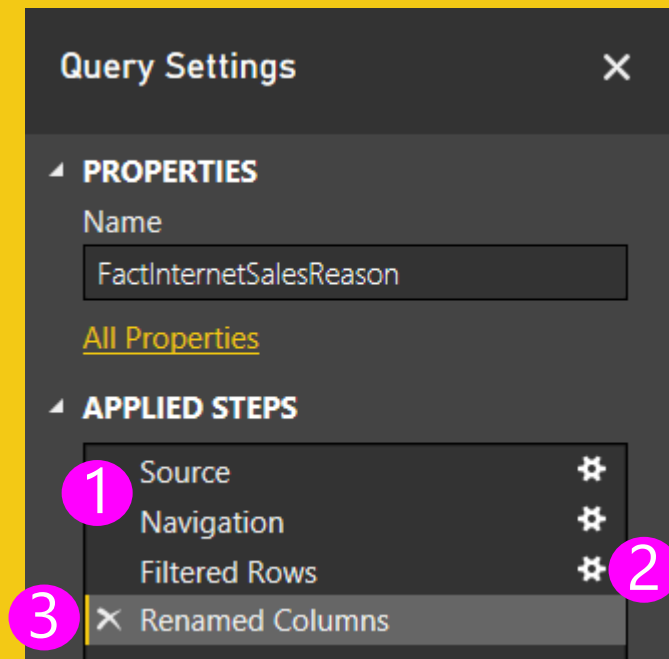 Query Settings
PROPERTIES
Name
FactInternetSalesReason
All Properties
APPLIED STEPS
1
Source
Navigation
Filtered Rows
2
3
Renamed Columns